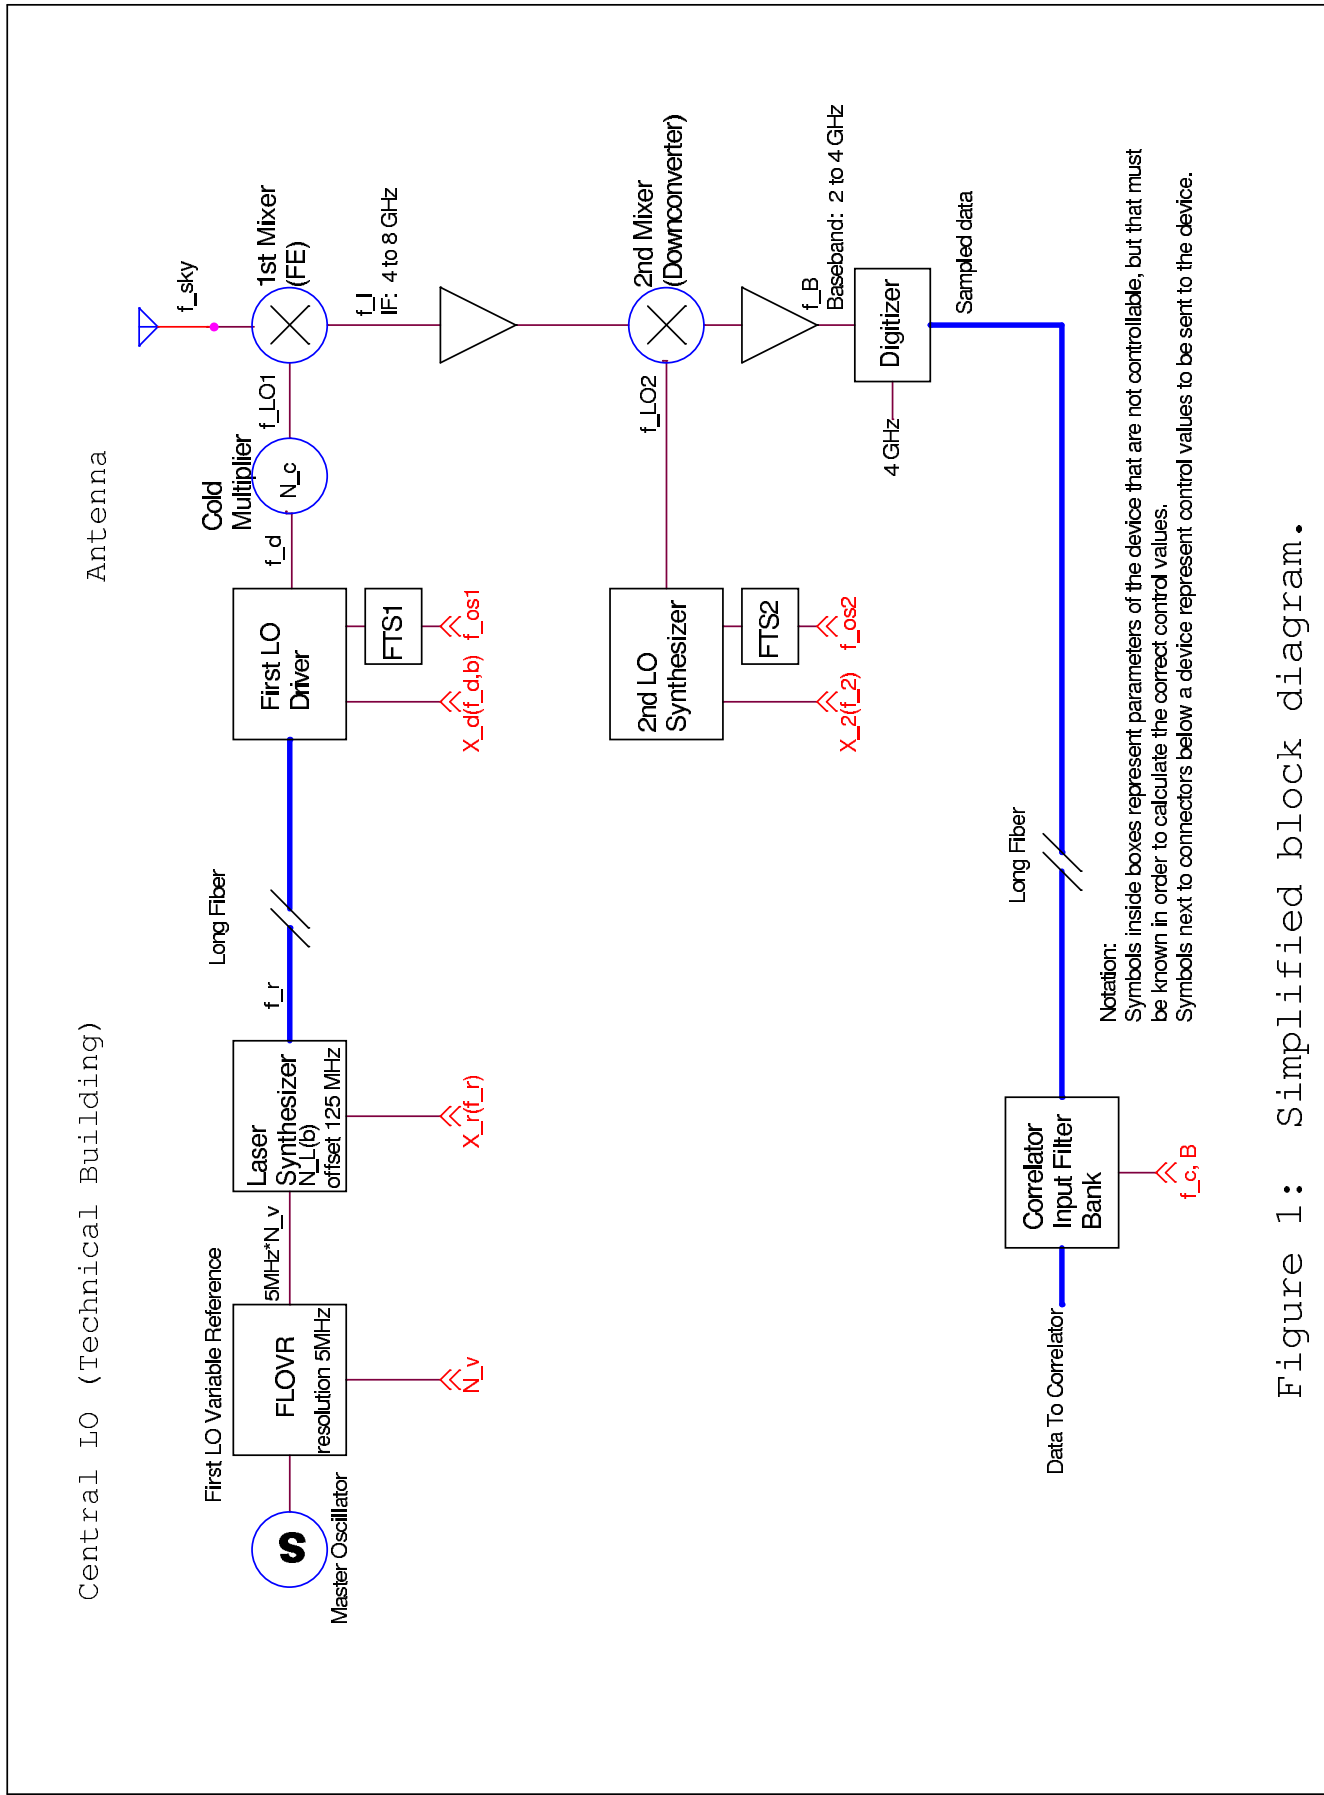 Central LO (Technical Building)
Antenna
First LO Variable Reference
FLOVR
resolution 5MHz
5MHz*N_v
N_v
S
Master Oscillator
Laser
Synthesizer
N_L(b)
offset 125 MHz
X_r(f_r)
f_r
Long Fiber
First LO
Driver
FTS1
X_d(f_d,b)
f_os1
f_d
Cold
Multiplier
N_c
f_LO1
f_sky
1st Mixer
(FE)
f_I
IF: 4 to 8 GHz
2nd LO
Synthesizer
FTS2
X_2(f_2)
f_os2
f_LO2
2nd Mixer
(Downconverter)
f_B
Baseband: 2 to 4 GHz
Digitizer
4 GHz
Sampled data
Long Fiber
Correlator
Input Filter
Bank
f_c, B
Data To Correlator
Notation:
Symbols inside boxes represent parameters of the device that are not controllable, but that must
be known in order to calculate the correct control values.
Symbols next to connectors below a device represent control values to be sent to the device.
Figure 1: Simplified block diagram.